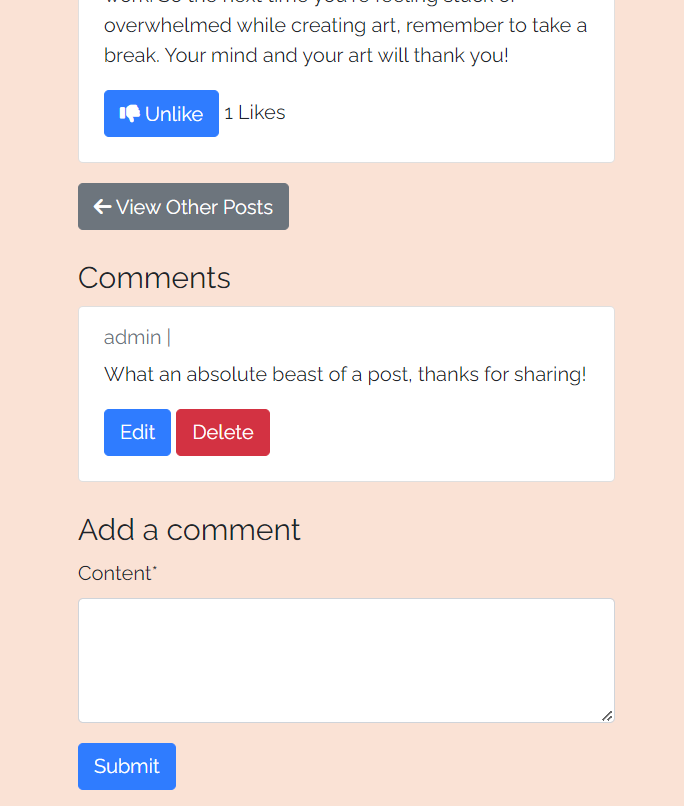 overwhelmed while creating art, remember to take a
break. Your mind and your art will thank you!
Unlike 1 Likes
View Other Posts
Comments
admin |
What an absolute beast of a post, thanks for sharing!
Edit Delete
Add a comment
Content*
Submit